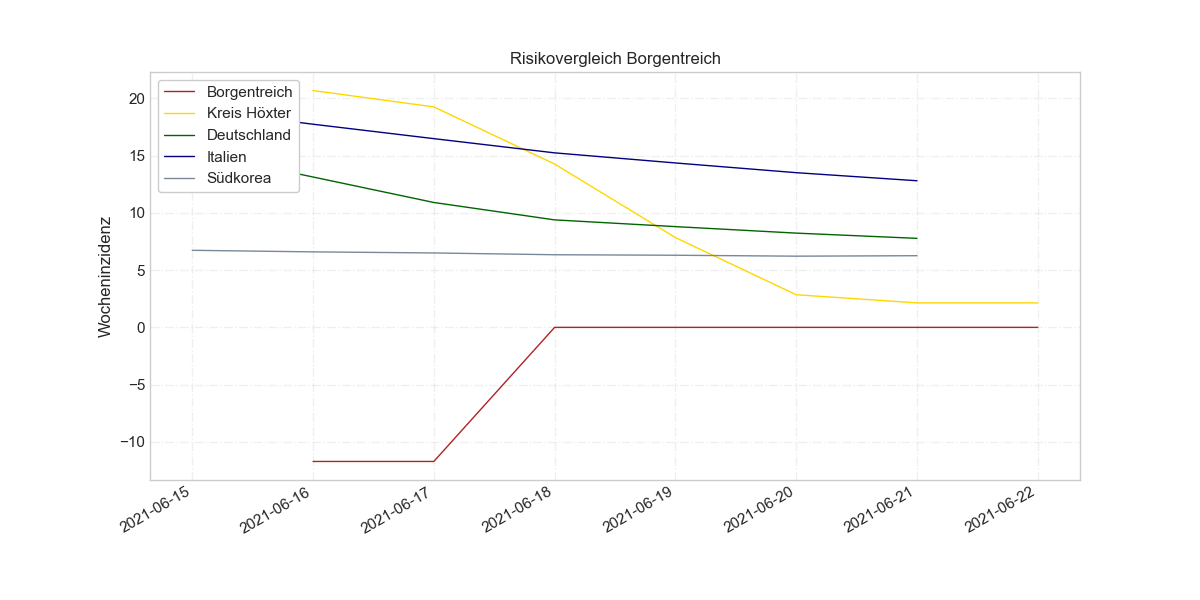 Risikovergleich Borgentreich
Borgentreich
Kreis Höxter
Deutschland
Italien
Südkorea
Wocheninzidenz
20
15
10
5
0
−5
−10
2021-06-15
2021-06-16
2021-06-17
2021-06-18
2021-06-19
2021-06-20
2021-06-21
2021-06-22